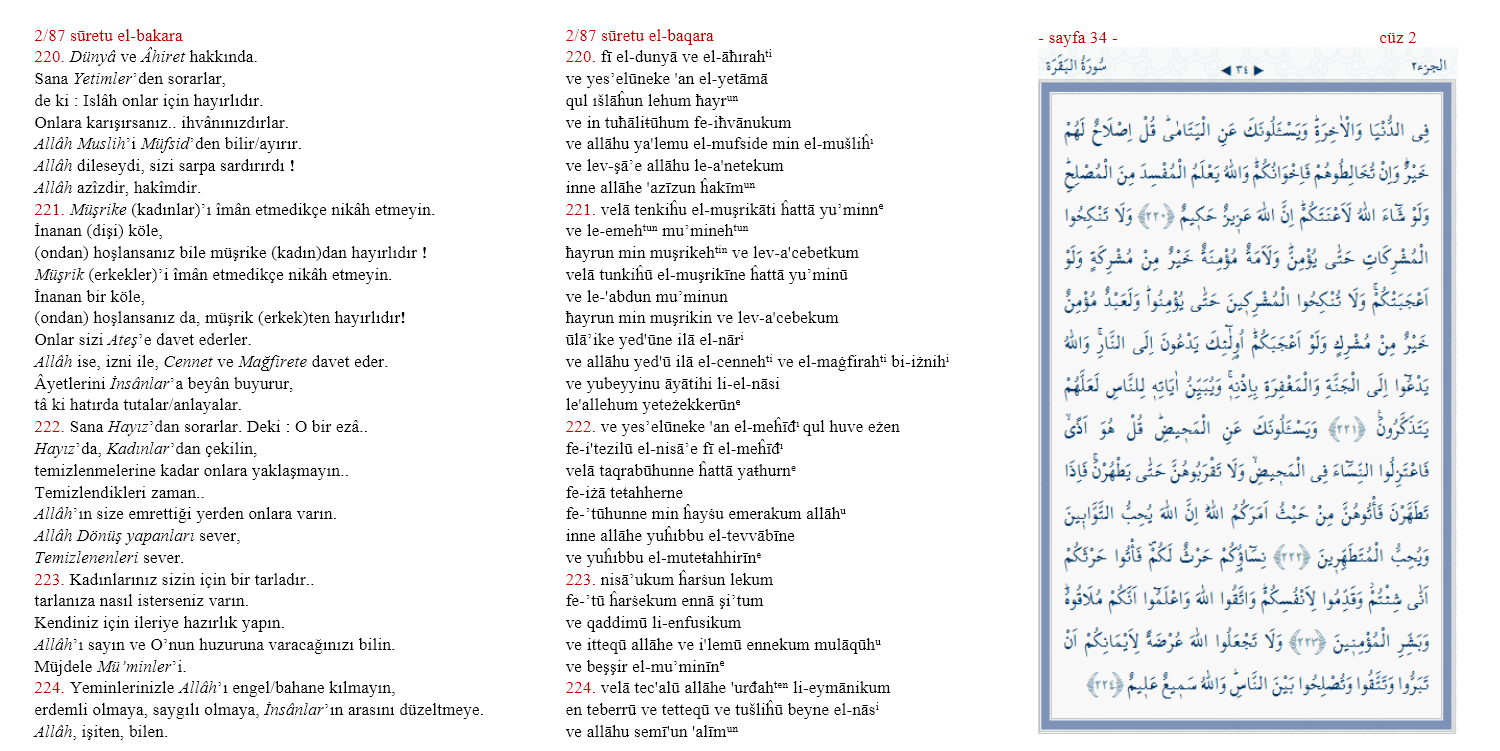 2/87 sūretu el-bakara
220. Dünyâ ve Âhiret hakkında.
Sana Yetimler’den sorarlar,
de ki : Islâh onlar için hayırlıdır.
Onlara karışırsanız.. ihvânınızdırlar.
Allâh Muslih’i Müfsid’den bilir/ayırır.
Allâh dileseydi, sizi sarpa sardırırdı !
Allâh azîzdir, hakîmdir.
221. Müşrike (kadınlar)’ı îmân etmedikçe nikâh etmeyin.
İnanan (dişi) köle,
(ondan) hoşlansanız bile müşrike (kadın)dan hayırlıdır !
Müşrik (erkekler)’i îmân etmedikçe nikâh etmeyin.
İnanan bir köle,
(ondan) hoşlansanız da, müşrik (erkek)ten hayırlıdır!
Onlar sizi Ateş’e davet ederler.
Allâh ise, izni ile, Cennet ve Mağfirete davet eder.
Âyetlerini İnsânlar’a beyân buyurur,
tâ ki hatırda tutalar/anlayalar.
222. Sana Hayız’dan sorarlar. Deki : O bir ezâ..
Hayız’da, Kadınlar’dan çekilin,
temizlenmelerine kadar onlara yaklaşmayın..
Temizlendikleri zaman..
Allâh’ın size emrettiği yerden onlara varın.
Allâh Dönüş yapanları sever,
Temizlenenleri sever.
223. Kadınlarınız sizin için bir tarladır..
tarlanıza nasıl isterseniz varın.
Kendiniz için ileriye hazırlık yapın.
Allâh’ı sayın ve O’nun huzuruna varacağınızı bilin.
Müjdele Mü’minler’i.
224. Yeminlerinizle Allâh’ı engel/bahane kılmayın,
erdemli olmaya, saygılı olmaya, İnsânlar’ın arasını düzeltmeye.
Allâh, işiten, bilen.
2/87 sūretu el-baqara
220. fī el-dunyā ve el-āħıraħᵗⁱ
ve yes’elūneke 'an el-yetāmā
qul ıšlāĥun lehum ħayrᵘⁿ
ve in tuħāliŧūhum fe-iħvānukum
ve allāhu ya'lemu el-mufside min el-mušliĥⁱ
ve lev-şā’e allāhu le-a'netekum
inne allāhe 'azīzun ĥakīmᵘⁿ
221. velā tenkiĥu el-muşrikāti ĥattā yu’minnᵉ
ve le-emehᵗᵘⁿ mu’minehᵗᵘⁿ
ħayrun min muşrikehᵗⁱⁿ ve lev-a'cebetkum
velā tunkiĥū el-muşrikīne ĥattā yu’minū
ve le-'abdun mu’minun
ħayrun min muşrikin ve lev-a'cebekum
ūlā’ike yed'ūne ilā el-nārⁱ
ve allāhu yed'ū ilā el-cennehᵗⁱ ve el-maġfirahᵗⁱ bi-iżnihⁱ
ve yubeyyinu āyātihi li-el-nāsi
le'allehum yeteżekkerūnᵉ
222. ve yes’elūneke 'an el-meĥīđⁱ qul huve eżen
fe-i'tezilū el-nisā’e fī el-meĥīđⁱ
velā taqrabūhunne ĥattā yaŧhurnᵉ
fe-iżā teŧahherne
fe-’tūhunne min ĥayŝu emerakum allāhᵘ
inne allāhe yuĥıbbu el-tevvābīne
ve yuĥıbbu el-muteŧahhirīnᵉ
223. nisā’ukum ĥarŝun lekum
fe-’tū ĥarŝekum ennā şi’tum
ve qaddimū li-enfusikum
ve itteqū allāhe ve i'lemū ennekum mulāqūhᵘ
ve beşşir el-mu’minīnᵉ
224. velā tec'alū allāhe 'urđahᵗᵉⁿ li-eymānikum
en teberrū ve tetteqū ve tušliĥū beyne el-nāsⁱ
ve allāhu semī'un 'alīmᵘⁿ
- sayfa 34 - cüz 2
الجزء٢ ◀ ٣٤ ▶ سُورَةُ البَقَرَة
فِى الدُّنْيَا وَالْاٰخِرَةِۜ وَيَسْـَٔلُونَكَ عَنِ الْيَتَامٰىۜ قُلْ اِصْلَاحٌ لَهُمْ
خَيْرٌۜ وَاِنْ تُخَالِطُوهُمْ فَاِخْوَانُكُمْۜ وَاللّٰهُ يَعْلَمُ الْمُفْسِدَ مِنَ الْمُصْلِحِۜ
وَلَوْ شَٓاءَ اللّٰهُ لَاَعْنَتَكُمْۜ اِنَّ اللّٰهَ عَزِيزٌ حَكِيمٌ ﴿٢٢٠﴾ وَلَا تَنْكِحُوا
الْمُشْرِكَاتِ حَتّٰى يُؤْمِنَّۜ وَلَاَمَةٌ مُؤْمِنَةٌ خَيْرٌ مِنْ مُشْرِكَةٍ وَلَوْ
اَعْجَبَتْكُمْۚ وَلَا تُنْكِحُوا الْمُشْرِكِينَ حَتّٰى يُؤْمِنُواۜ وَلَعَبْدٌ مُؤْمِنٌ
خَيْرٌ مِنْ مُشْرِكٍ وَلَوْ اَعْجَبَكُمْۜ اُو۬لٰٓئِكَ يَدْعُونَ اِلَى النَّارِۚ وَاللّٰهُ
يَدْعُٓوا اِلَى الْجَنَّةِ وَالْمَغْفِرَةِ بِاِذْنِهٖۚ وَيُبَيِّنُ اٰيَاتِهٖ لِلنَّاسِ لَعَلَّهُمْ
يَتَذَكَّرُونَ۟ ﴿٢٢١﴾ وَيَسْـَٔلُونَكَ عَنِ الْمَحِيضِۜ قُلْ هُوَ اَذًىۙ
فَاعْتَزِلُوا النِّسَٓاءَ فِى الْمَحِيضِۙ وَلَا تَقْرَبُوهُنَّ حَتّٰى يَطْهُرْنَۚ فَاِذَا
تَطَهَّرْنَ فَأْتُوهُنَّ مِنْ حَيْثُ اَمَرَكُمُ اللّٰهُۜ اِنَّ اللّٰهَ يُحِبُّ التَّوَّابِينَ
وَيُحِبُّ الْمُتَطَهِّرِينَ ﴿٢٢٢﴾ نِسَٓاؤُكُمْ حَرْثٌ لَكُمْۖ فَأْتُوا حَرْثَكُمْ
اَنّٰى شِئْتُمْۘ وَقَدِّمُوا لِاَنْفُسِكُمْۜ وَاتَّقُوا اللّٰهَ وَاعْلَمُٓوا اَنَّكُمْ مُلَاقُوهُۜ
وَبَشِّرِ الْمُؤْمِنِينَ ﴿٢٢٣﴾ وَلَا تَجْعَلُوا اللّٰهَ عُرْضَةً لِاَيْمَانِكُمْ اَنْ
تَبَرُّوا وَتَتَّقُوا وَتُصْلِحُوا بَيْنَ النَّاسِۜ وَاللّٰهُ سَمِيعٌ عَلِيمٌ ﴿٢٢٤﴾